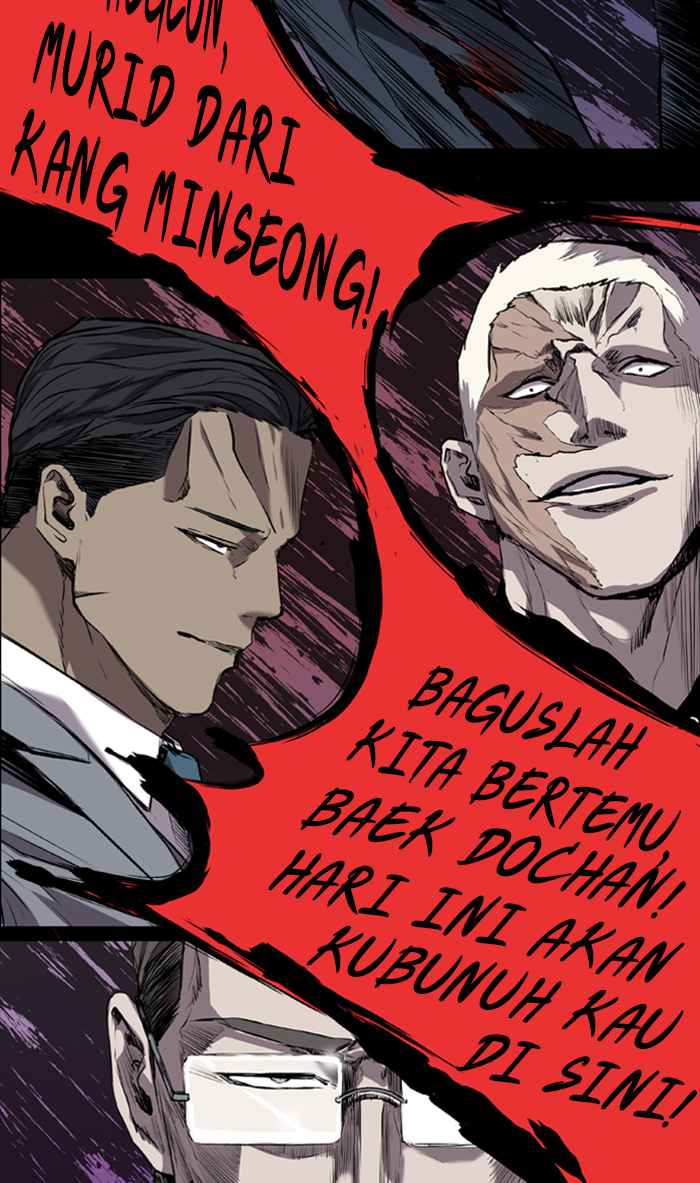 MURID DARI
KANG MINSEONG!
BAGUSLAH
KITA BERTEMU,
BAEK DOCHAN!
HARI INI AKAN
KUBUNUH KAU
DI SINI!